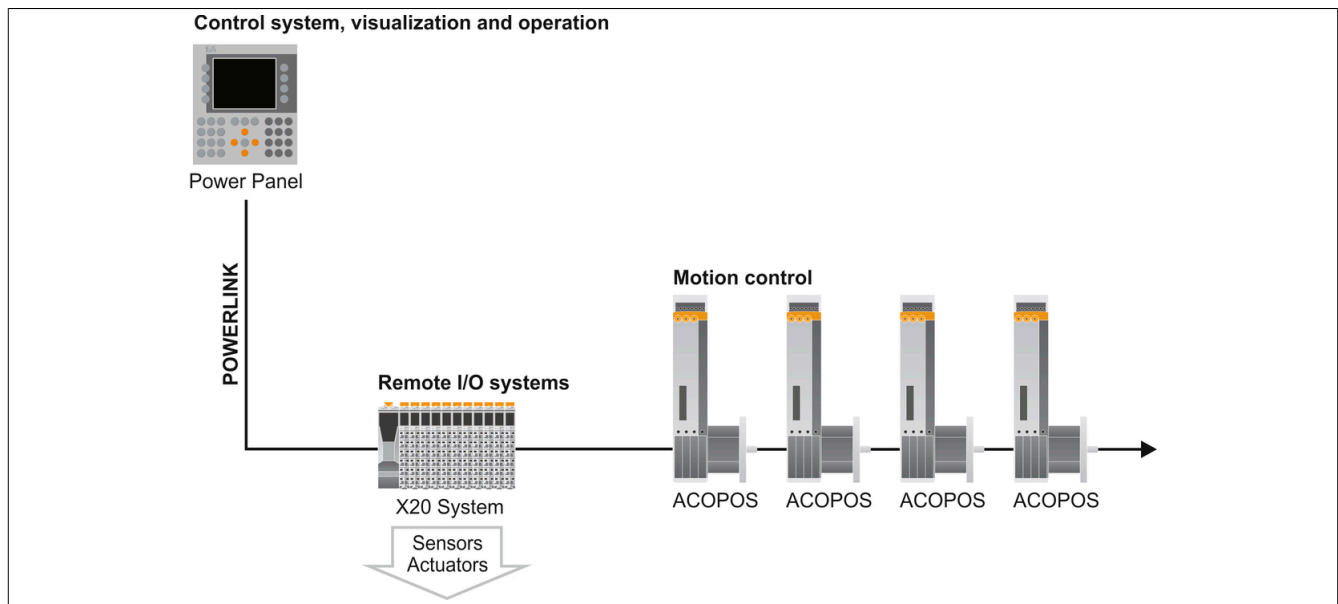 Control system, visualization and operation
Power Panel
POWERLINK
Motion control
Remote I/O systems
X20 System
ACOPOS
ACOPOS
ACOPOS
ACOPOS
Sensors
Actuators